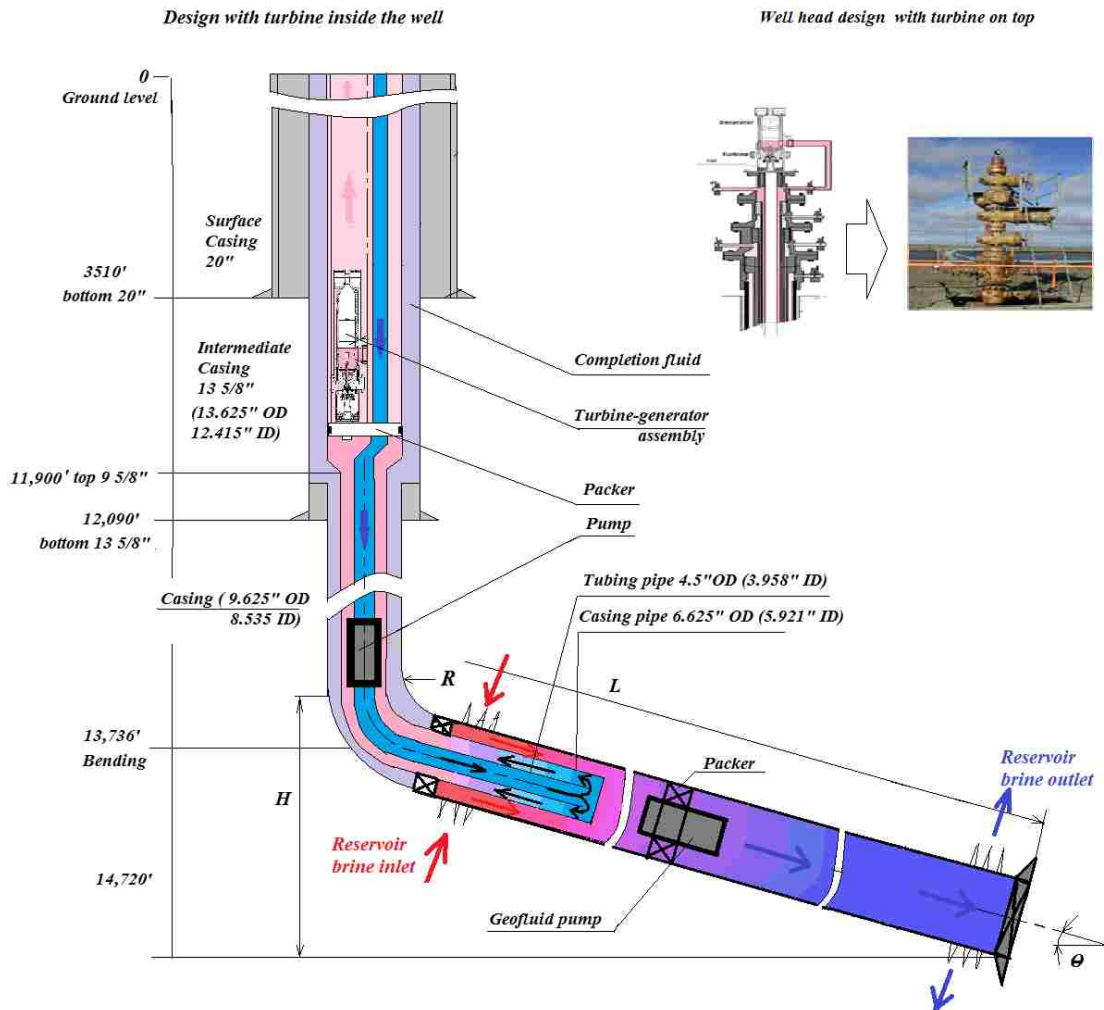 Design with turbine inside the well
Well head design with turbine on top
0
Ground level
Surface
Casing
20"
3510'
bottom 20"
Intermediate
Casing
13 5/8"
(13.625" OD
12.415" ID)
Completion fluid
Turbine-generator
assembly
11,900' top 9 5/8"
Packer
12,090'
bottom 13 5/8"
Pump
Tubing pipe 4.5"OD (3.958" ID)
Casing ( 9.625" OD
8.535 ID)
Casing pipe 6.625" OD (5.921" ID)
R
L
13,736'
Bending
Packer
Reservoir
brine outlet
H
Reservoir
brine inlet
14,720'
Geofluid pump
Θ